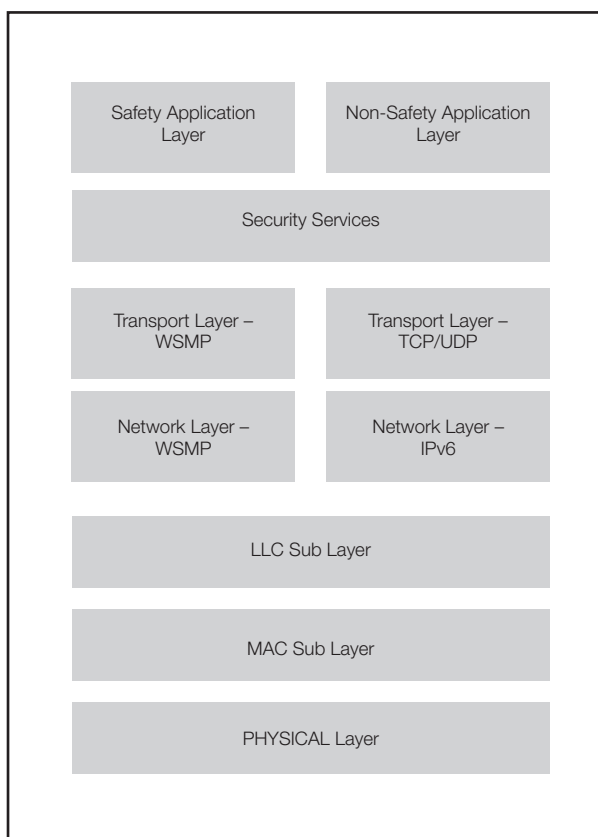 Safety Application
Layer
Non-Safety Application
Layer
Security Services
Transport Layer –
WSMP
Transport Layer –
TCP/UDP
Network Layer –
WSMP
Network Layer –
IPv6
LLC Sub Layer
MAC Sub Layer
PHYSICAL Layer